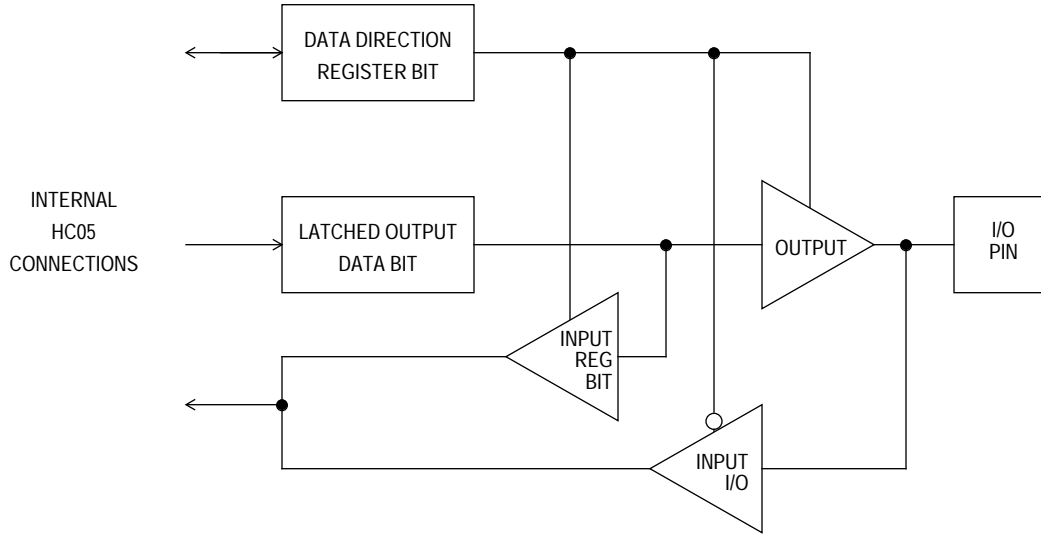 DATA DIRECTION
REGISTER BIT
INTERNAL
HC05
CONNECTIONS
LATCHED OUTPUT
DATA BIT
OUTPUT
I/O
PIN
INPUT
REG
BIT
INPUT
I/O